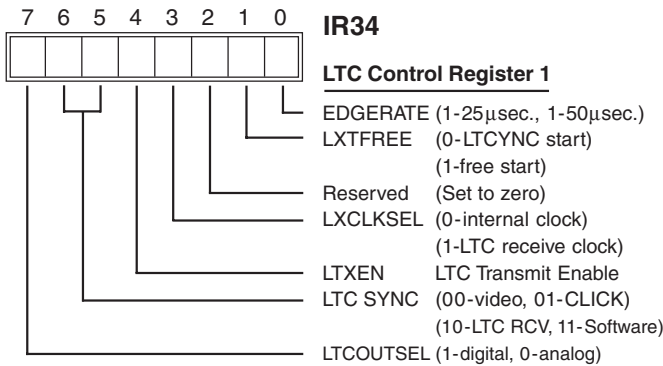 7 6 5 4 3 2 1 0
IR34
LTC Control Register 1
EDGERATE (1-25μsec., 1-50μsec.)
LXTFREE (0-LTCYNC start)
(1-free start)
Reserved (Set to zero)
LXCLKSEL (0-internal clock)
(1-LTC receive clock)
LTXEN LTC Transmit Enable
LTC SYNC (00-video, 01-CLICK)
(10-LTC RCV, 11-Software)
LTCOUTSEL (1-digital, 0-analog)